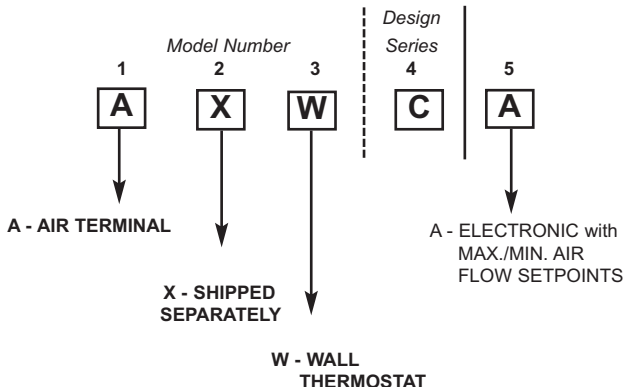 Design
Model Number Series
1 2 3 4 5
A X W C A
A - AIR TERMINAL
A - ELECTRONIC with
MAX./MIN. AIR
FLOW SETPOINTS
X - SHIPPED
SEPARATELY
W - WALL
THERMOSTAT